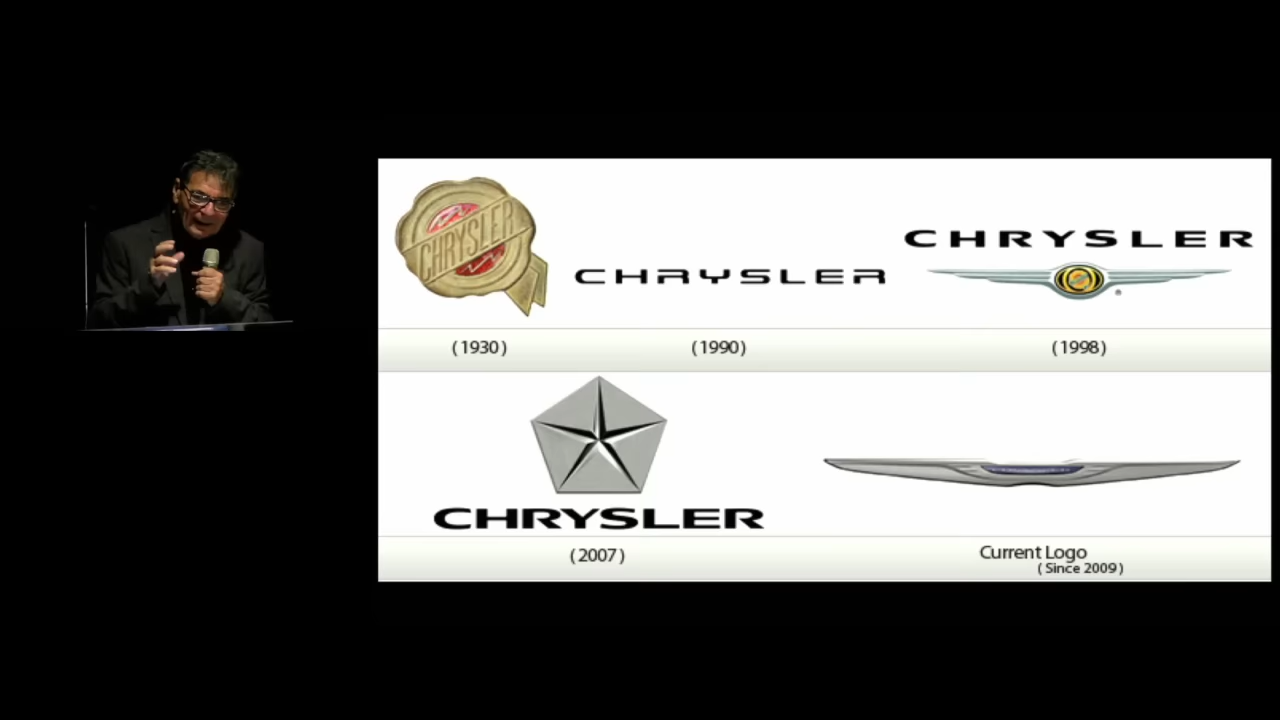 CHRYSLER
CHRYSLER
CHRYSLER
®
(1930)
(1990)
(1998)
CHRYSLER
(2007)
Current Logo
(Since 2009)